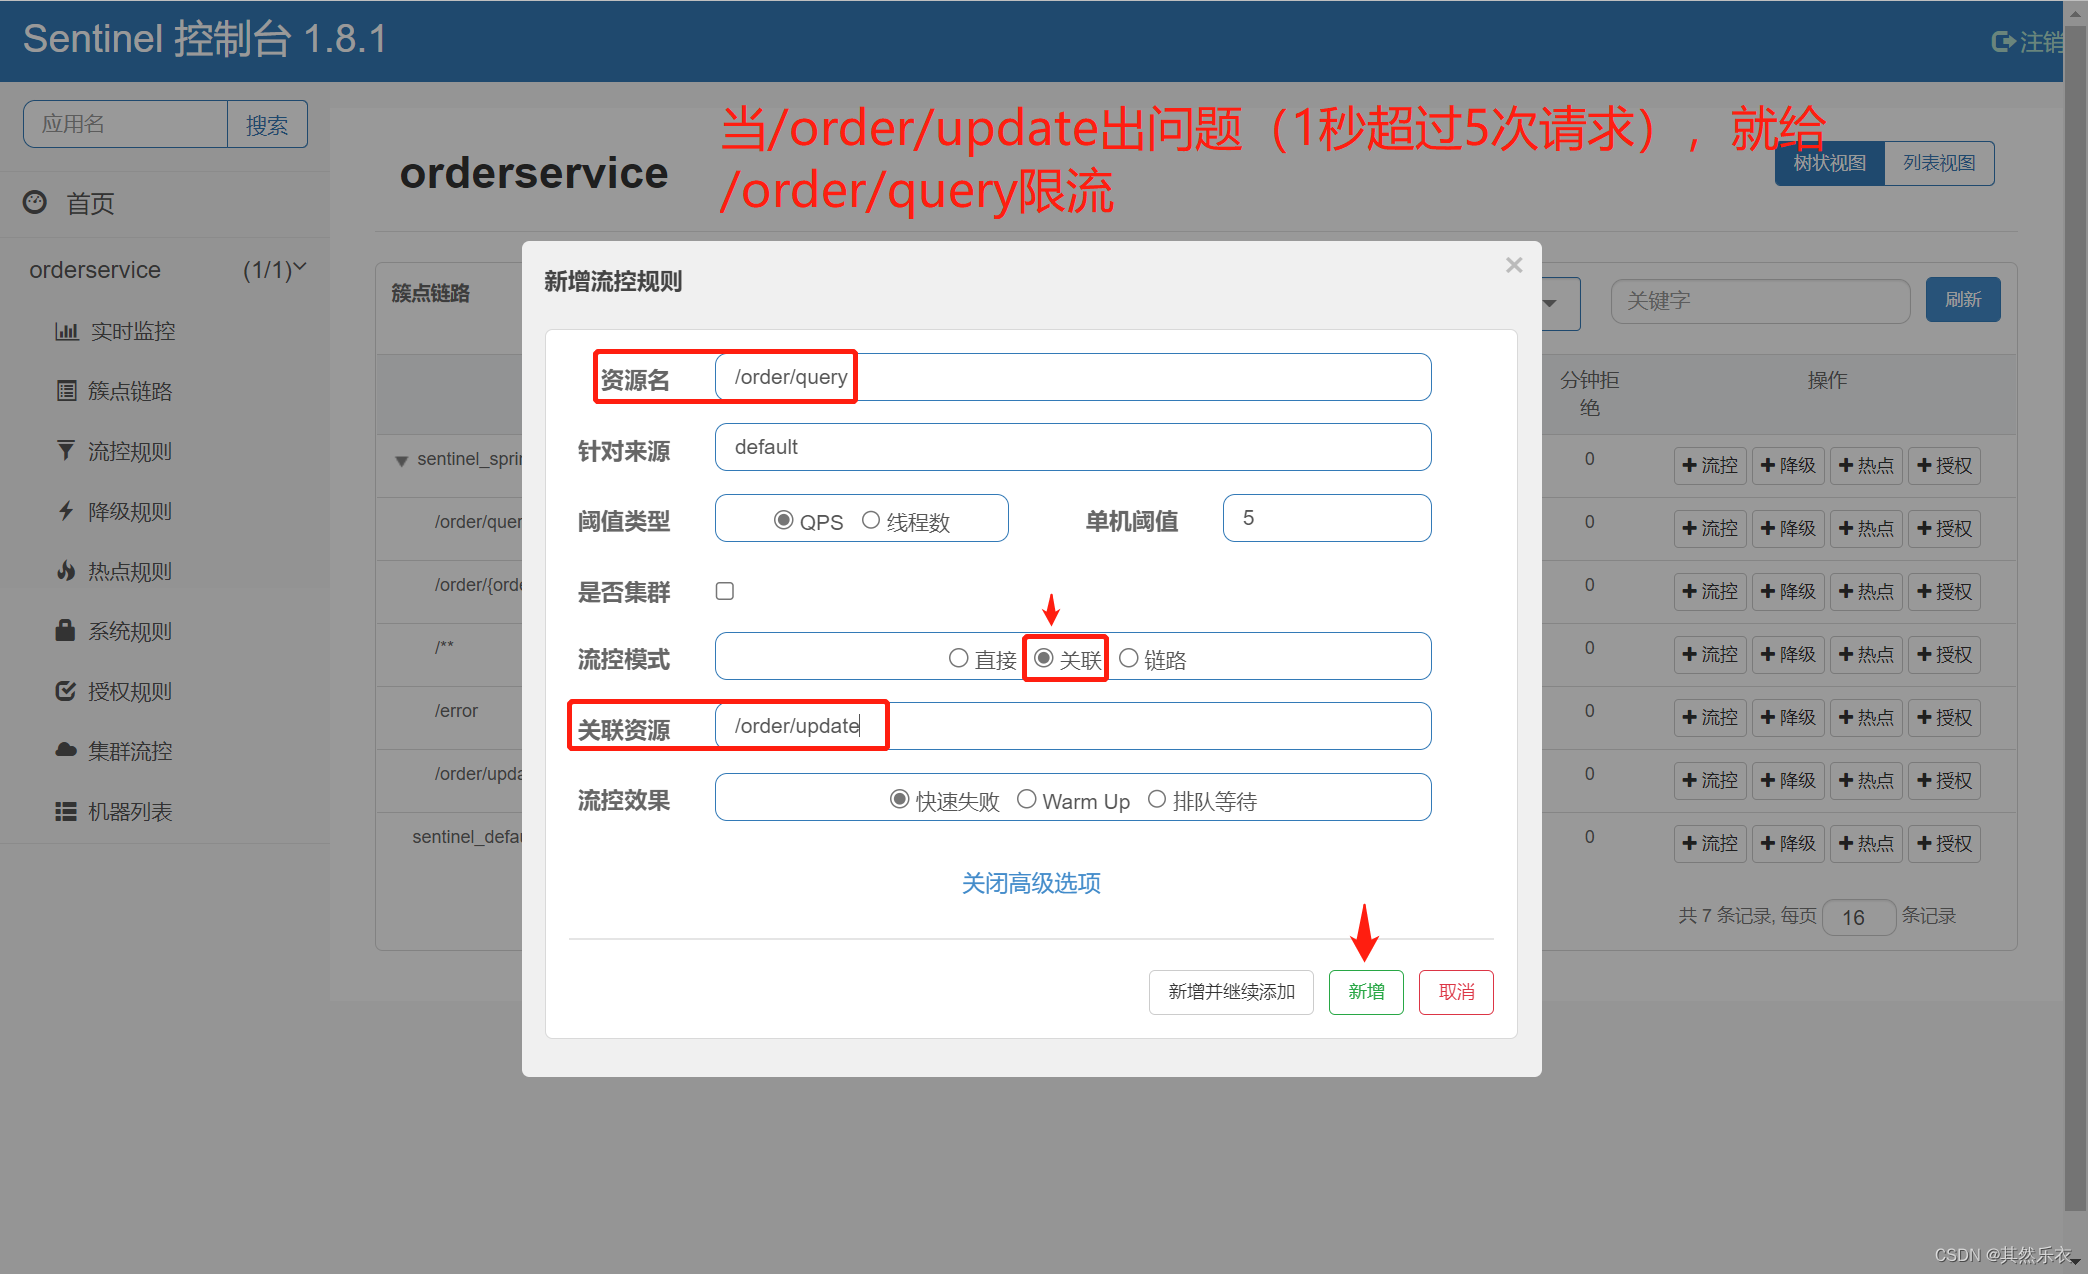 Sentinel 控制台 1.8.1
注销
应用名
搜索
当/order/update出问题（1秒超过5次请求），就给
/order/query限流
orderservice
树状视图
列表视图
首页
orderservice
(1/1)
实时监控
簇点链路
流控规则
降级规则
热点规则
系统规则
授权规则
集群流控
机器列表
簇点链路
关键字
刷新
分钟拒
绝
操作
sentinel_sprin
0
流控
降级
热点
授权
/order/quer
0
流控
降级
热点
授权
/order/{orde
0
流控
降级
热点
授权
/**
0
流控
降级
热点
授权
/error
0
流控
降级
热点
授权
/order/upda
0
流控
降级
热点
授权
sentinel_defau
0
流控
降级
热点
授权
共 7 条记录, 每页 16 条记录
新增流控规则
×
资源名
/order/query
针对来源
default
阈值类型
QPS
线程数
单机阈值
5
是否集群
流控模式
直接
关联
链路
关联资源
/order/update
流控效果
快速失败
Warm Up
排队等待
关闭高级选项
新增并继续添加
新增
取消
CSDN @其然乐衣